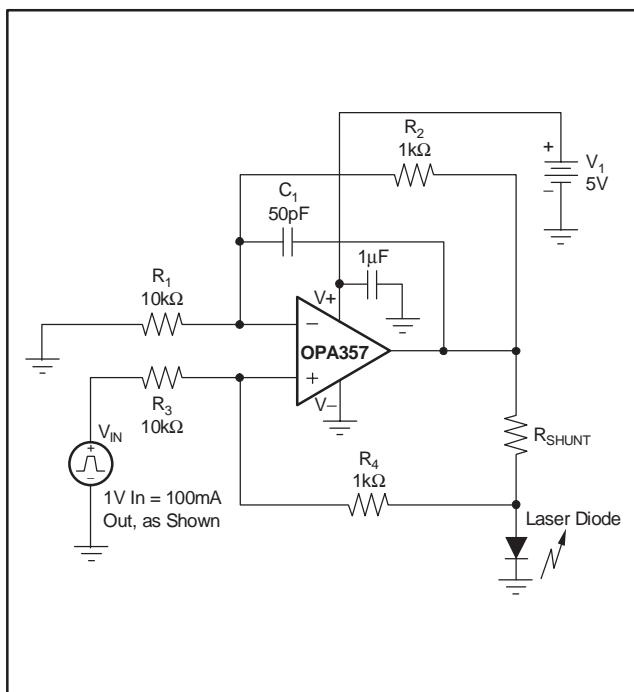 R2
1kΩ
+
V1
5V
−
C1
50pF
1µF
R1
10kΩ
V+
−
OPA357
+
V−
R3
10kΩ
VIN
+
−
1V In = 100mA
Out, as Shown
R4
1kΩ
RSHUNT
Laser Diode